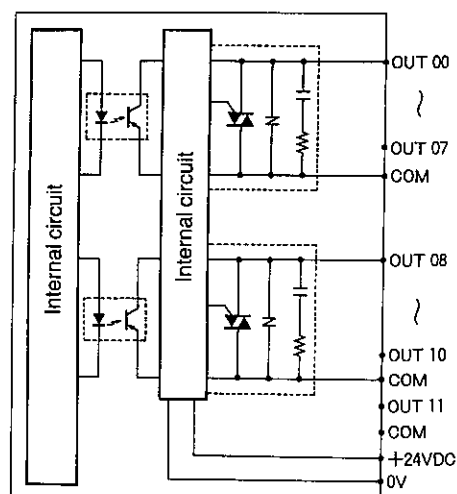 Internal circuit
Internal circuit
OUT 00
OUT 07
COM
OUT 08
OUT 10
COM
OUT 11
COM
+24VDC
0V